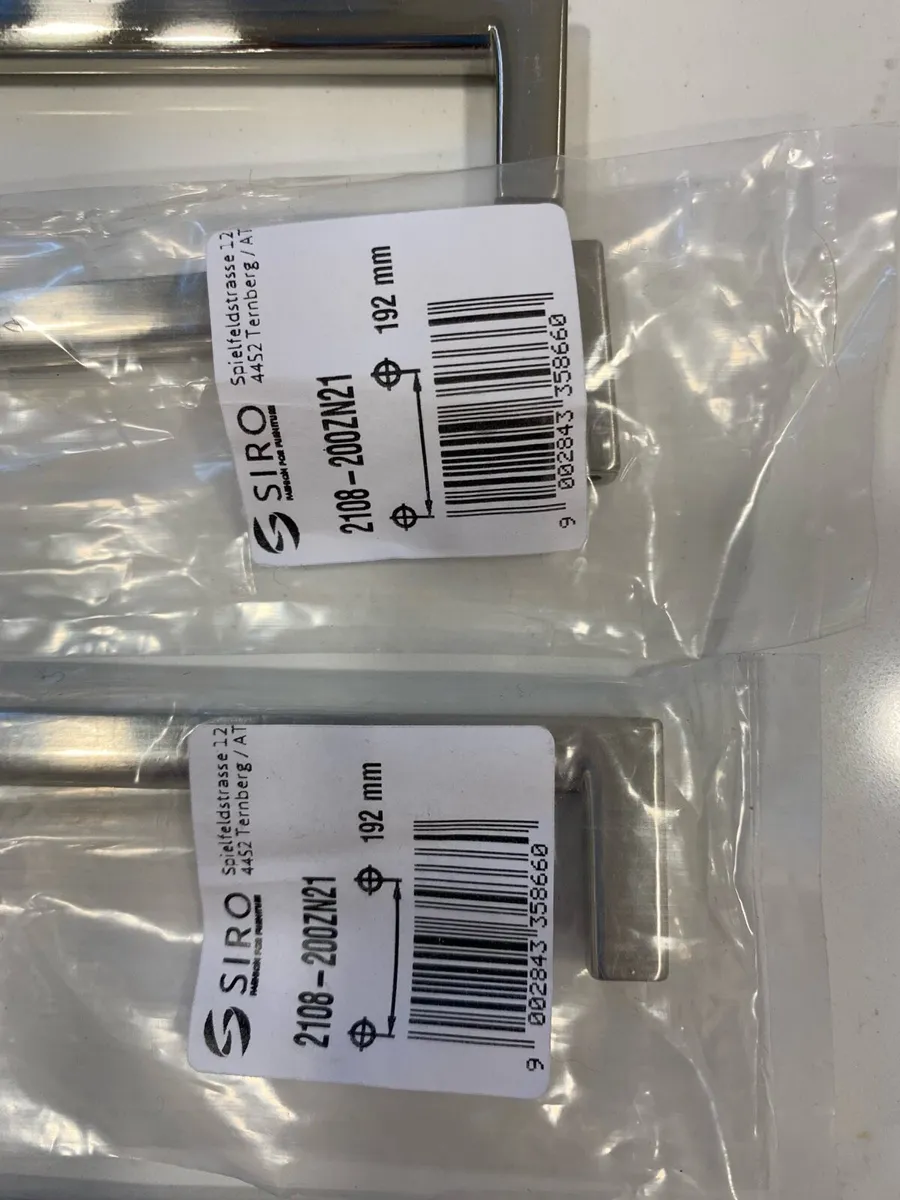 SIRO
FASHION FOR FURNITURE
Spielfeldstrasse 12
4452 Ternberg / AT
2108-200ZN21
192 mm
9 002843 358660
SIRO
FASHION FOR FURNITURE
Spielfeldstrasse 12
4452 Ternberg / AT
2108-200ZN21
192 mm
9 002843 358660